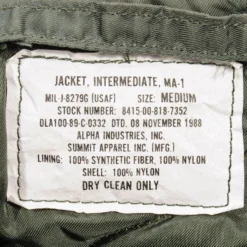 JACKET, INTERMEDIATE, MA-1
MIL-J-8279G (USAF) SIZE: MEDIUM
STOCK NUMBER: 8415-00-818-7352
DLA100-89-C-0332 DTD. 08 NOVEMBER 1988
ALPHA INDUSTRIES, INC.
SUMMIT APPAREL INC. (MFG.)
LINING: 100% SYNTHETIC FIBER, 100% NYLON
SHELL: 100% NYLON
DRY CLEAN ONLY